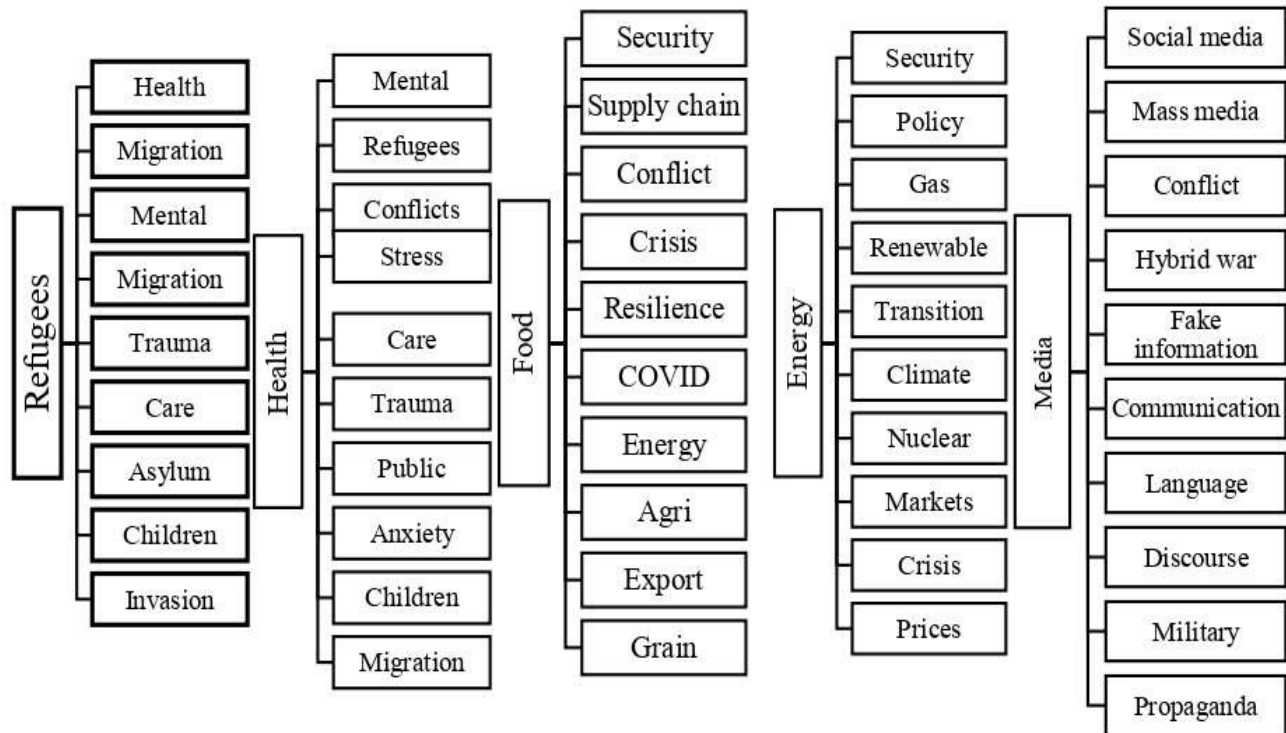 Refugees
Health
Migration
Mental
Migration
Trauma
Care
Asylum
Children
Invasion
Health
Mental
Refugees
Conflicts
Stress
Care
Trauma
Public
Anxiety
Children
Migration
Food
Security
Supply chain
Conflict
Crisis
Resilience
COVID
Energy
Agri
Export
Grain
Energy
Security
Policy
Gas
Renewable
Transition
Climate
Nuclear
Markets
Crisis
Prices
Media
Social media
Mass media
Conflict
Hybrid war
Fake
information
Communication
Language
Discourse
Military
Propaganda